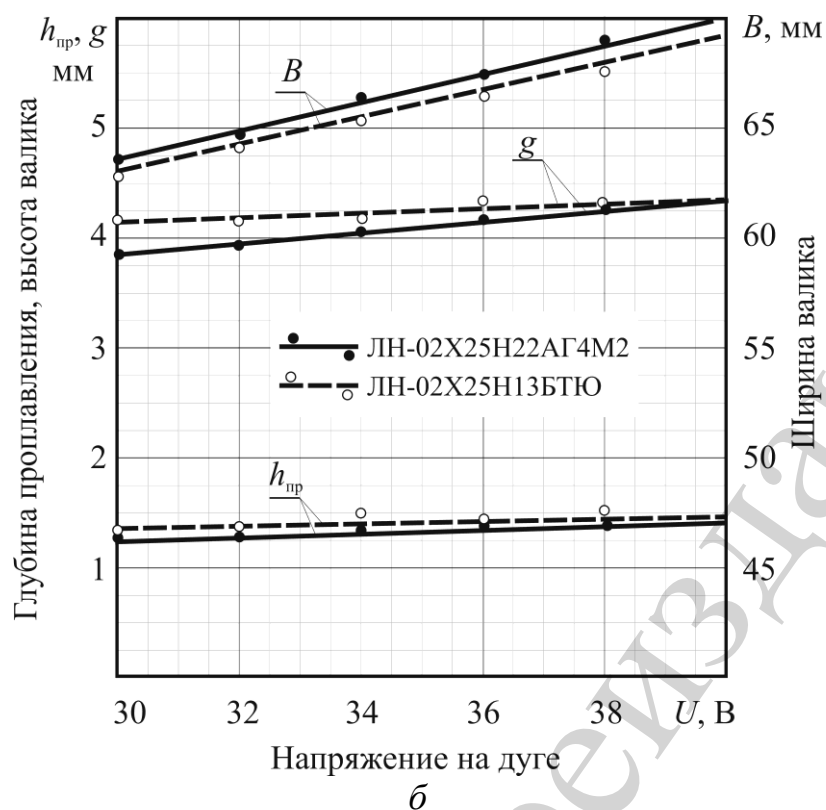 h_пр, g
мм
B, мм
B
5
65
g
4
60
Глубина проплавления, высота валика
Ширина валика
3
ЛН-02Х25Н22АГ4М2
55
ЛН-02Х25Н13БТЮ
2
50
h_пр
1
45
30 32 34 36 38 U, В
Напряжение на дуге
б